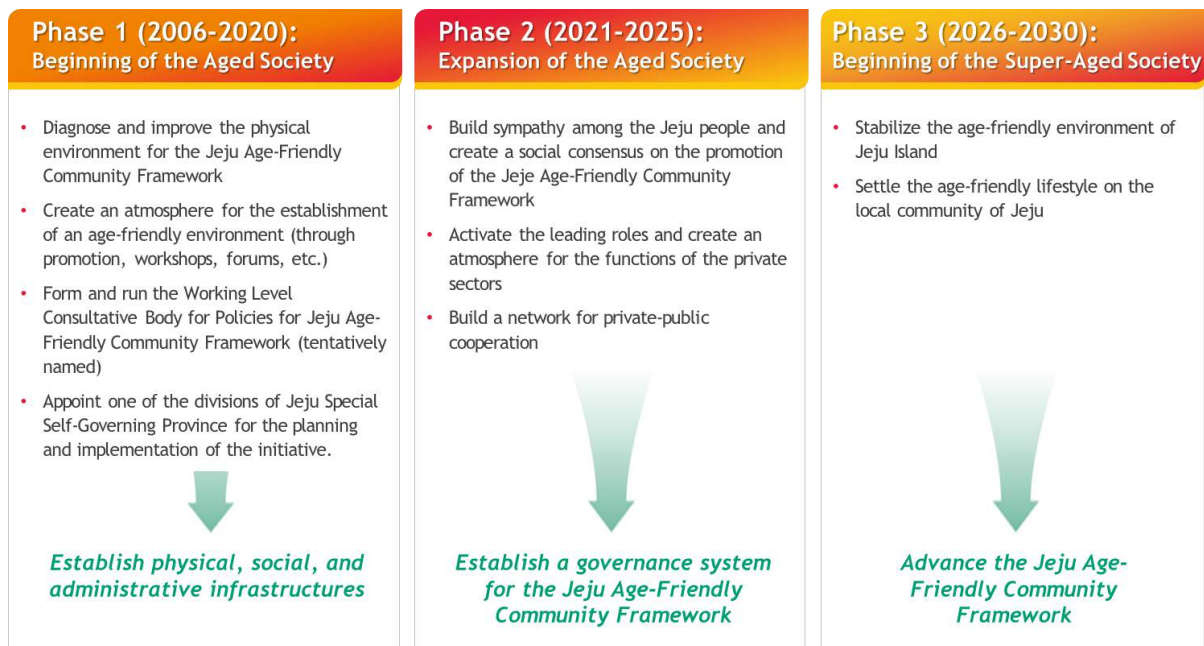 Phase 1 (2006-2020):
Beginning of the Aged Society
• Diagnose and improve the physical
environment for the Jeju Age-Friendly
Community Framework
• Create an atmosphere for the establishment
of an age-friendly environment (through
promotion, workshops, forums, etc.)
• Form and run the Working Level
Consultative Body for Policies for Jeju Age-
Friendly Community Framework (tentatively
named)
• Appoint one of the divisions of Jeju Special
Self-Governing Province for the planning
and implementation of the initiative.
Establish physical, social, and
administrative infrastructures
Phase 2 (2021-2025):
Expansion of the Aged Society
• Build sympathy among the Jeju people and
create a social consensus on the promotion
of the Jeje Age-Friendly Community
Framework
• Activate the leading roles and create an
atmosphere for the functions of the private
sectors
• Build a network for private-public
cooperation
Establish a governance system
for the Jeju Age-Friendly
Community Framework
Phase 3 (2026-2030):
Beginning of the Super-Aged Society
• Stabilize the age-friendly environment of
Jeju Island
• Settle the age-friendly lifestyle on the
local community of Jeju
Advance the Jeju Age-
Friendly Community
Framework